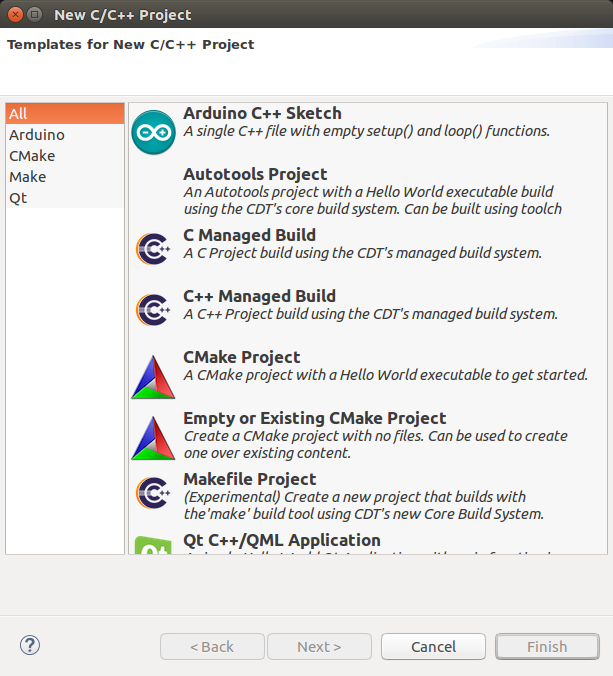 New C/C++ Project
Templates for New C/C++ Project
All
Arduino
CMake
Make
Qt
Arduino C++ Sketch
A single C++ file with empty setup() and loop() functions.
Autotools Project
An Autotools project with a Hello World executable build
using the CDT's core build system. Can be built using toolch
C Managed Build
A C Project build using the CDT's managed build system.
C++ Managed Build
A C++ Project build using the CDT's managed build system.
CMake Project
A CMake project with a Hello World executable to get started.
Empty or Existing CMake Project
Create a CMake project with no files. Can be used to create
one over existing content.
Makefile Project
(Experimental) Create a new project that builds with
the'make' build tool using CDT's new Core Build System.
Qt C++/QML Application
< Back
Next >
Cancel
Finish